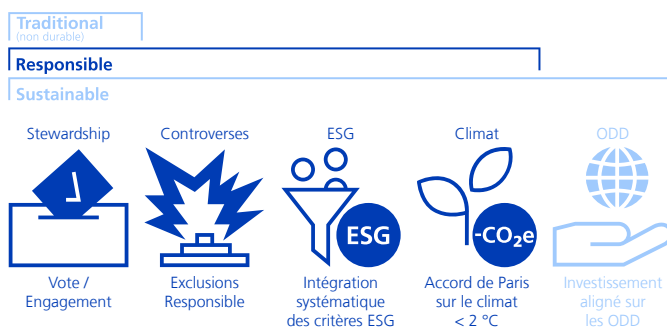 Traditional
(non durable)
Responsible
Sustainable
Stewardship
Controverses
ESG
Climat
ODD
ESG
-CO₂e
Vote /
Engagement
Exclusions
Responsible
Intégration
systématique
des critères ESG
Accord de Paris
sur le climat
< 2 °C
Investissement
aligné sur
les ODD